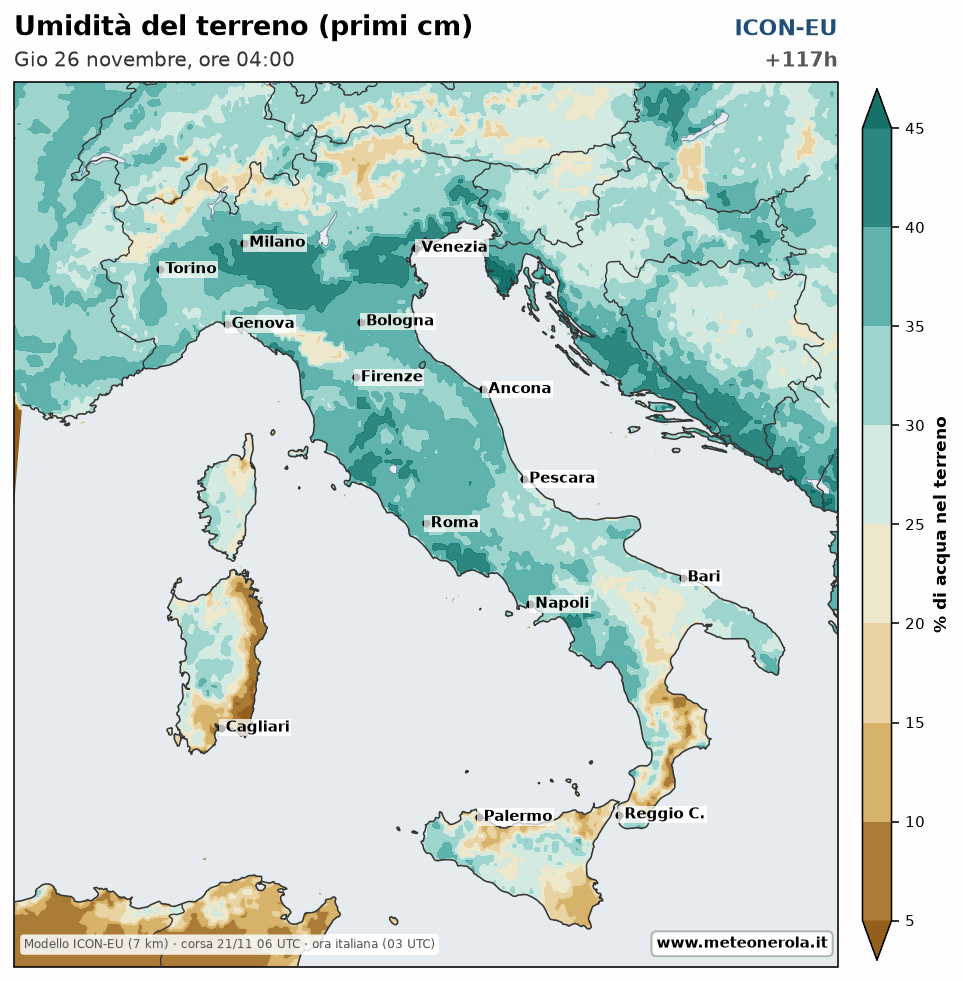 Umidità del terreno (primi cm)
ICON-EU
Gio 26 novembre, ore 04:00
+117h
Milano
Venezia
Torino
Genova
Bologna
Firenze
Ancona
Pescara
Roma
Bari
Napoli
Cagliari
Palermo
Reggio C.
45
40
35
30
25
20
15
10
5
% di acqua nel terreno
Modello ICON-EU (7 km) · corsa 21/11 06 UTC · ora italiana (03 UTC)
www.meteonerola.it